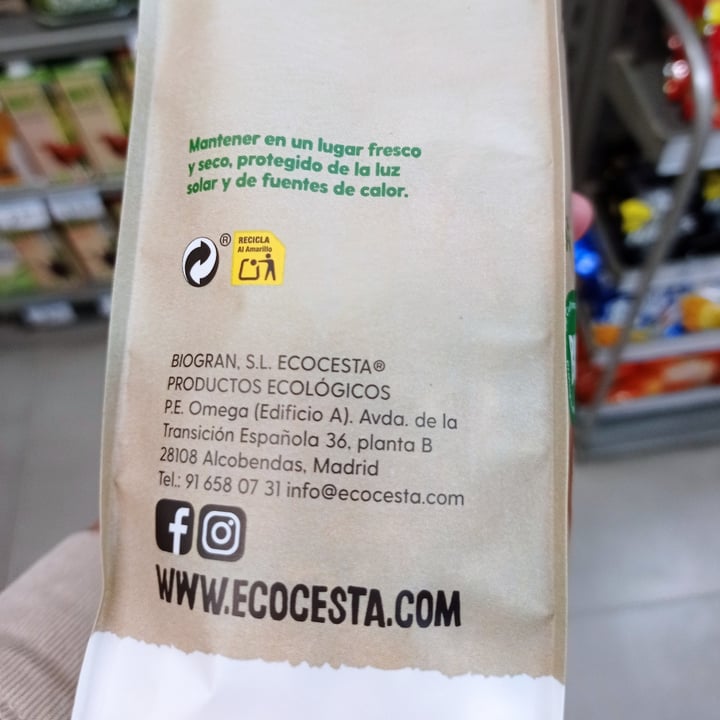 Mantener en un lugar fresco
y seco, protegido de la luz
solar y de fuentes de calor.
®
RECICLA
Al Amarillo
BIOGRAN, S.L. ECOCESTA®
PRODUCTOS ECOLÓGICOS
P.E. Omega (Edificio A). Avda. de la
Transición Española 36, planta B
28108 Alcobendas, Madrid
Tel.: 91 658 07 31 info@ecocesta.com
WWW.ECOCESTA.COM